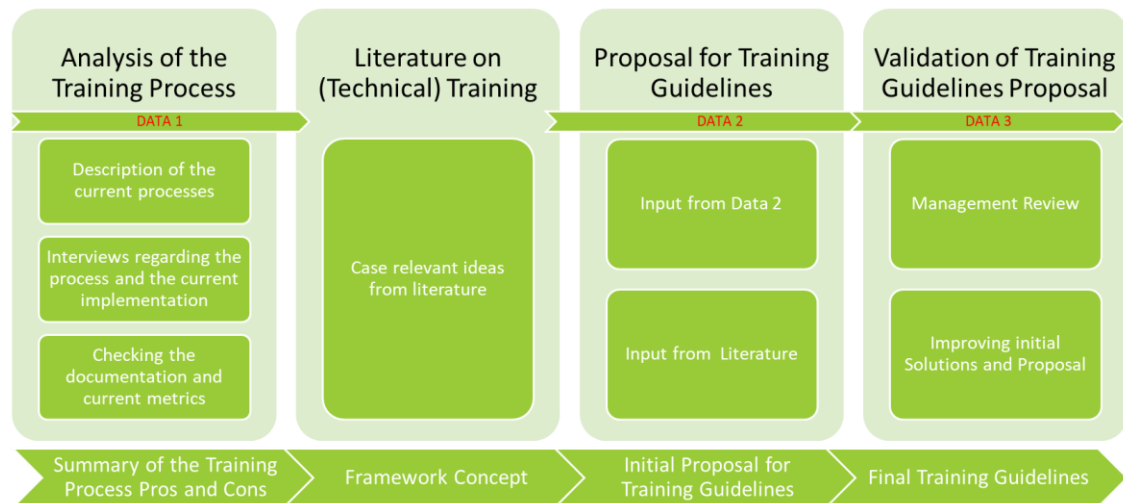 Analysis of the
Training Process
DATA 1
Description of the
current processes
Interviews regarding the
process and the current
implementation
Checking the
documentation and
current metrics
Summary of the Training
Process Pros and Cons
Literature on
(Technical) Training
Case relevant ideas
from literature
Framework Concept
Proposal for Training
Guidelines
DATA 2
Input from Data 2
Input from Literature
Initial Proposal for
Training Guidelines
Validation of Training
Guidelines Proposal
DATA 3
Management Review
Improving initial
Solutions and Proposal
Final Training Guidelines